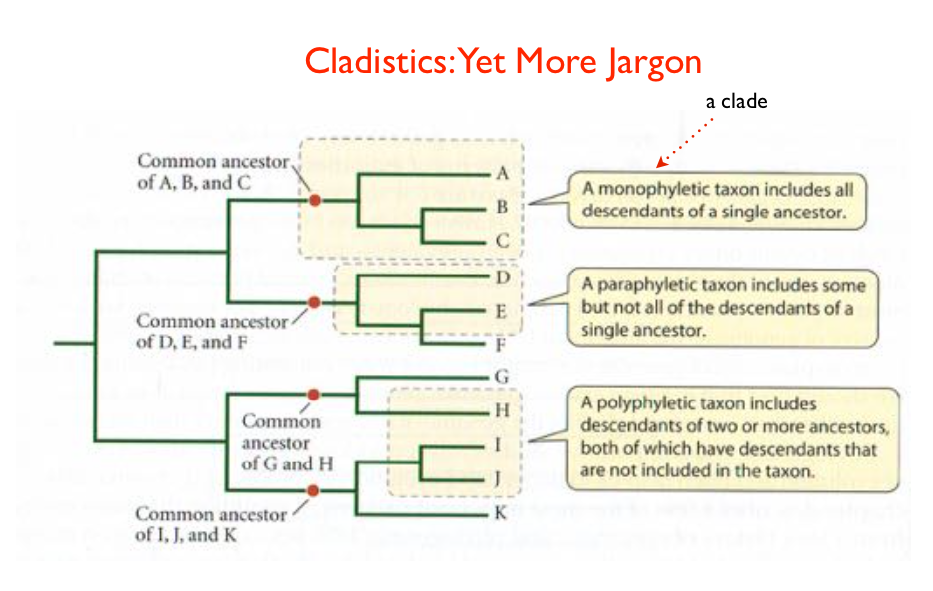 Cladistics: Yet More Jargon
a clade
Common ancestor
of A, B, and C
A
B
C
A monophyletic taxon includes all
descendants of a single ancestor.
D
E
F
Common ancestor
of D, E, and F
A paraphyletic taxon includes some
but not all of the descendants of a
single ancestor.
G
H
I
J
K
Common
ancestor
of G and H
A polyphyletic taxon includes
descendants of two or more ancestors,
both of which have descendants that
are not included in the taxon.
Common ancestor
of I, J, and K